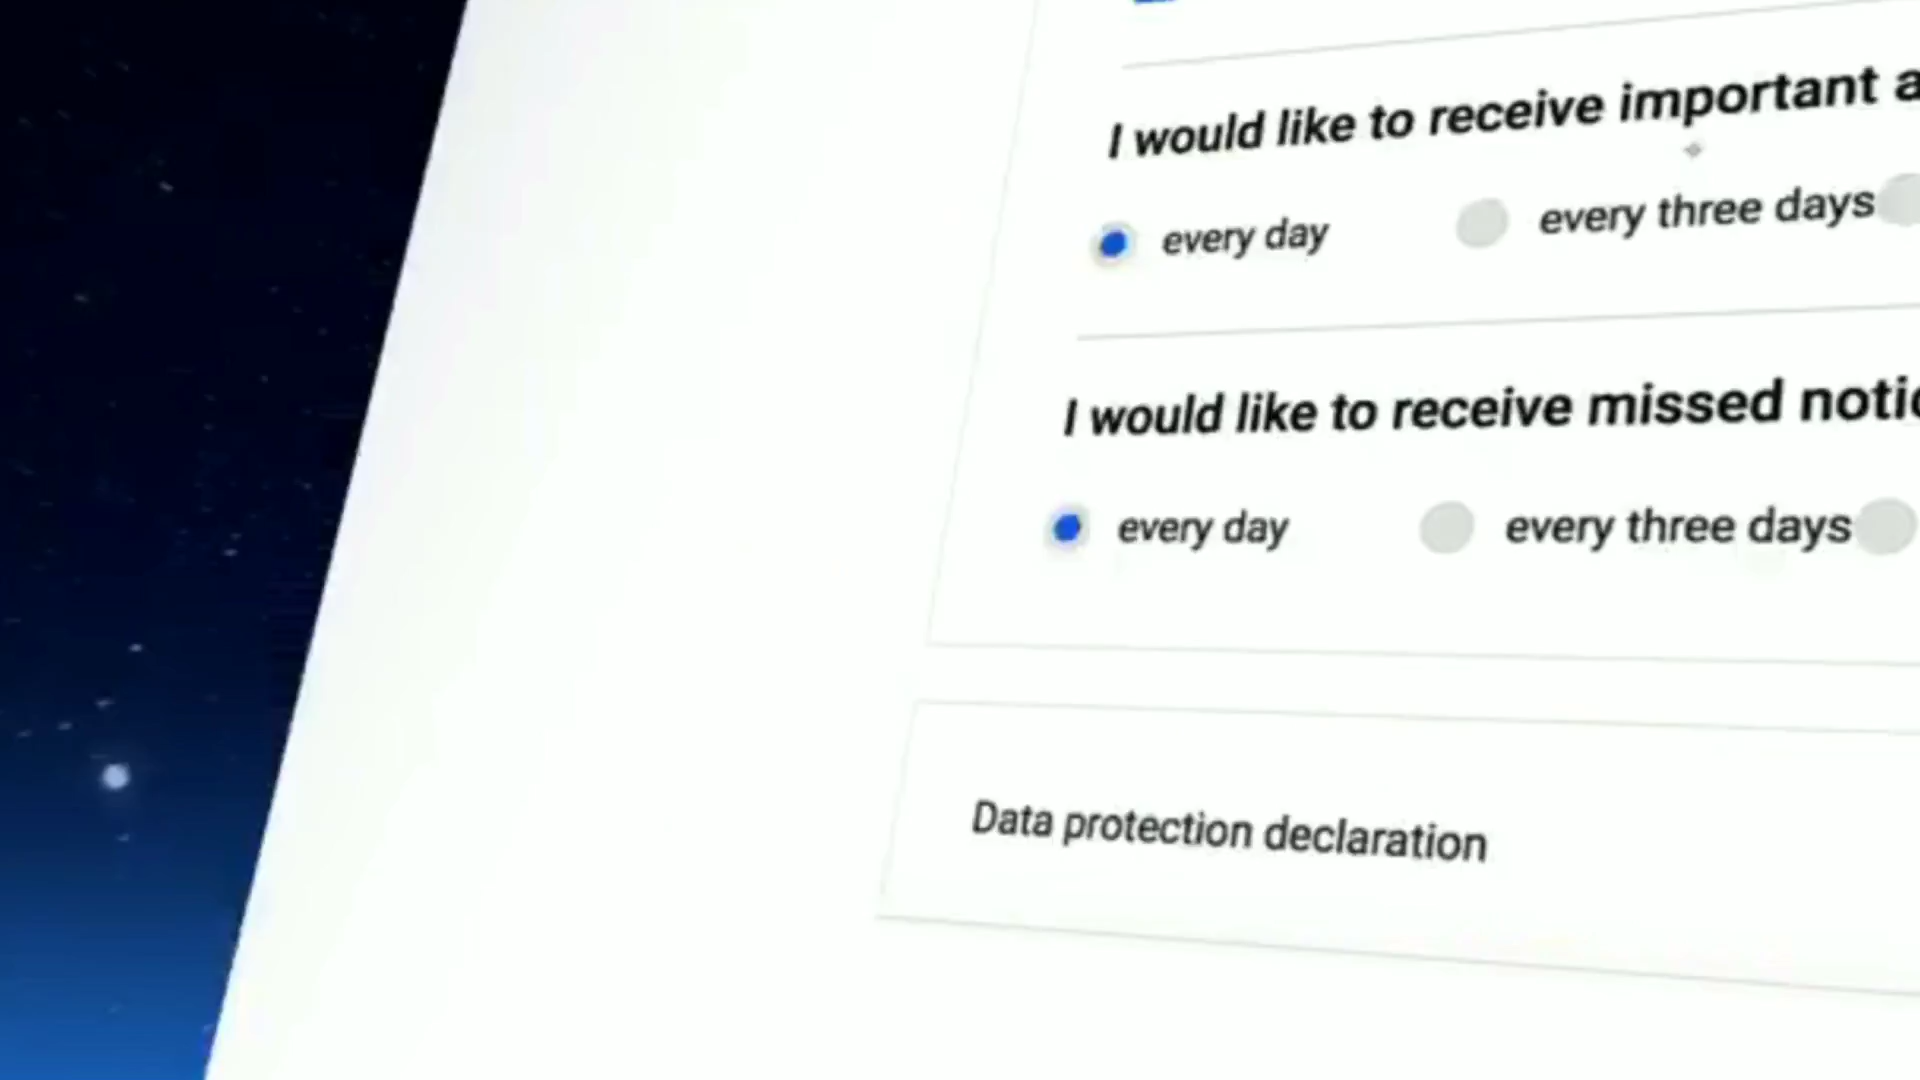 I would like to receive important
every day every three days
I would like to receive missed
every day every three days
Data protection declaration